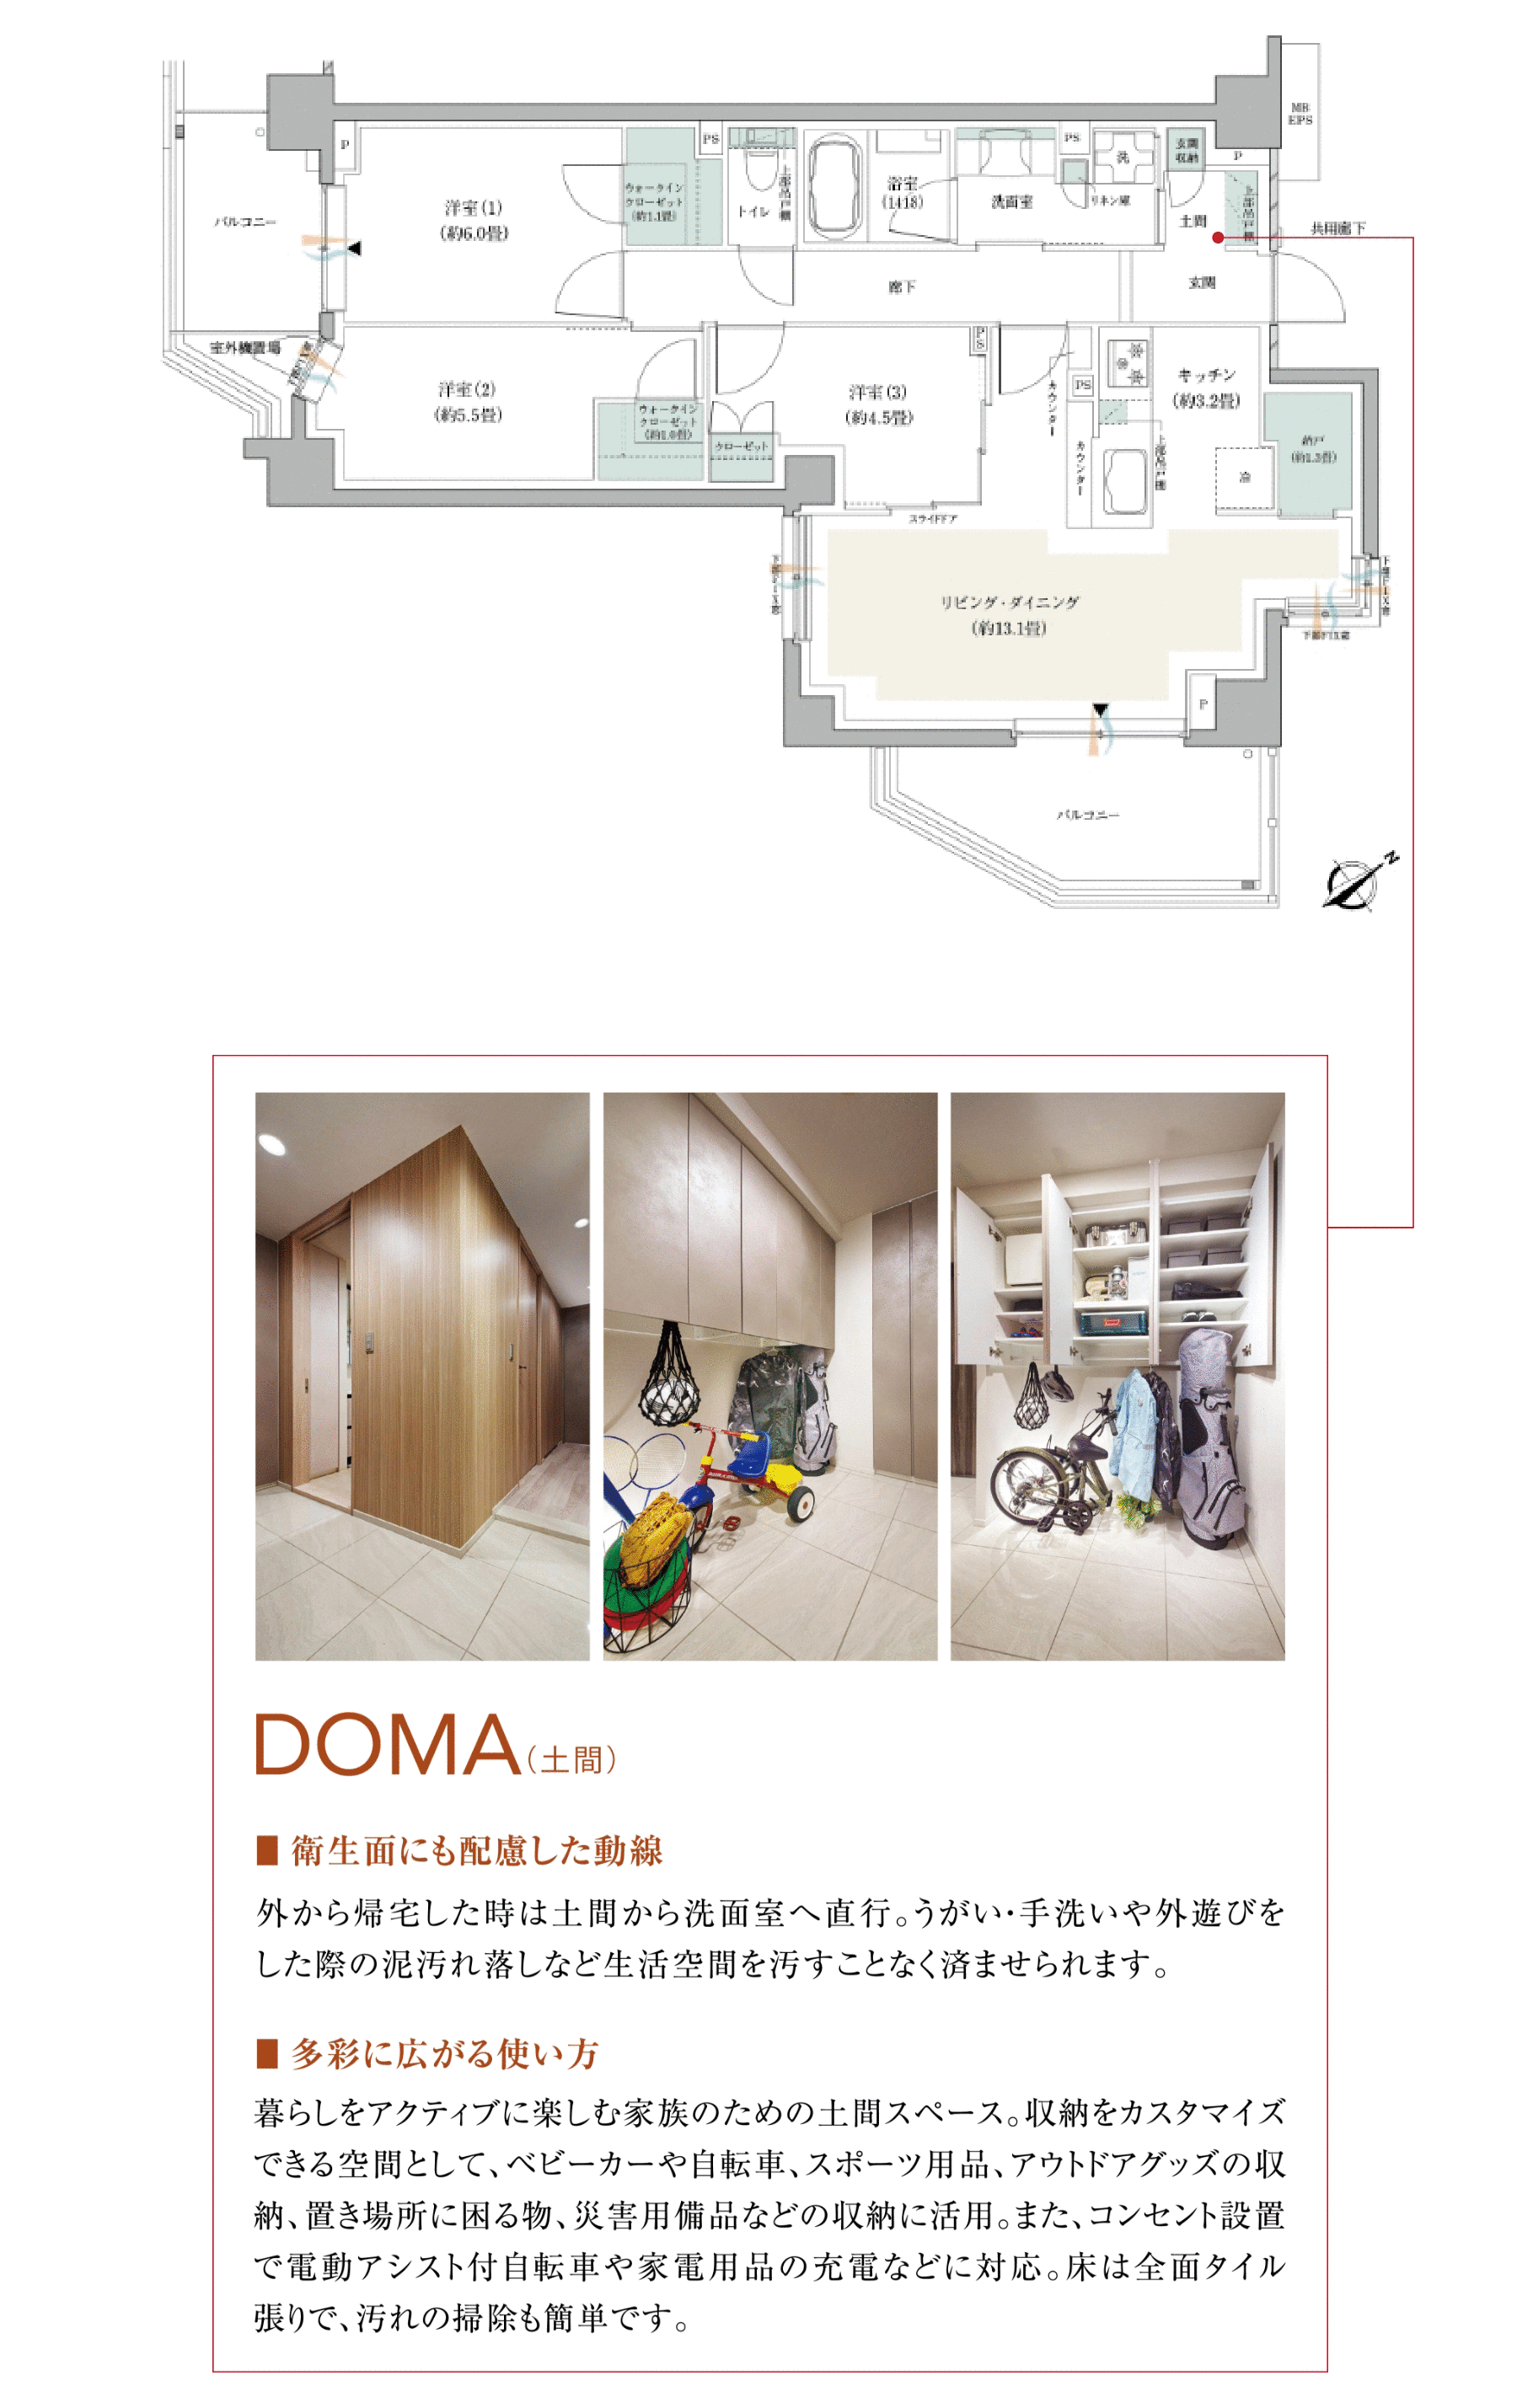 MB
EPS
P
PS
PS
玄関
収納
P
洗
上部吊戸棚
洋室(1)
(約6.0畳)
ウォークイン
クローゼット
(約1.1畳)
トイレ
浴室
(1418)
洗面室
リネン庫
土間
上部吊戸棚
バルコニー
共用廊下
廊下
玄関
室外機置場
PS
洋室(2)
(約5.5畳)
ウォークイン
クローゼット
(約1.0畳)
クローゼット
洋室(3)
(約4.5畳)
カウンター
PS
キッチン
(約3.2畳)
カウンター
上部吊戸棚
冷
納戸
スライドドア
リビング・ダイニング
(約13.1畳)
P
バルコニー
N
DOMA(土間)
■ 衛生面にも配慮した動線
外から帰宅した時は土間から洗面室へ直行。うがい・手洗いや外遊びを
した際の泥汚れ落しなど生活空間を汚すことなく済ませられます。
■ 多彩に広がる使い方
暮らしをアクティブに楽しむ家族のための土間スペース。収納をカスタマイズ
できる空間として、ベビーカーや自転車、スポーツ用品、アウトドアグッズの収
納、置き場所に困る物、災害用備品などの収納に活用。また、コンセント設置
で電動アシスト付自転車や家電用品の充電などに対応。床は全面タイル
張りで、汚れの掃除も簡単です。